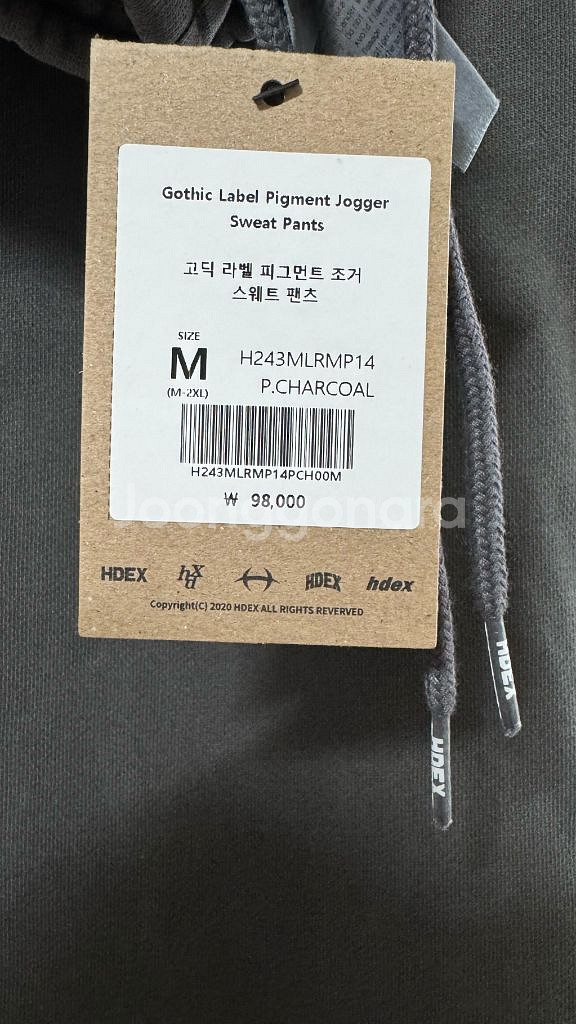 Gothic Label Pigment Jogger
Sweat Pants
고딕 라벨 피그먼트 조거
스웨트 팬츠
SIZE
M
(M-2XL)
H243MLRMP14
P.CHARCOAL
H243MLRMP14PCH00M
₩ 98,000
Joonggonara
HDEX
hdx
HDEX
hdex
Copyright(C) 2020 HDEX ALL RIGHTS REVERVED
HDEX
HDEX